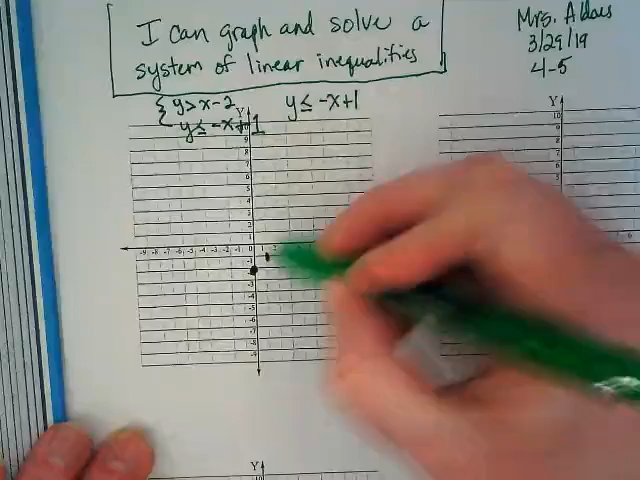 I can graph and solve a
system of linear inequalities
Mrs. Aldous
3/29/19
4-5
y > x - 2
y ≤ -x + 1
y ≤ -x + 1
Y
Y
Y